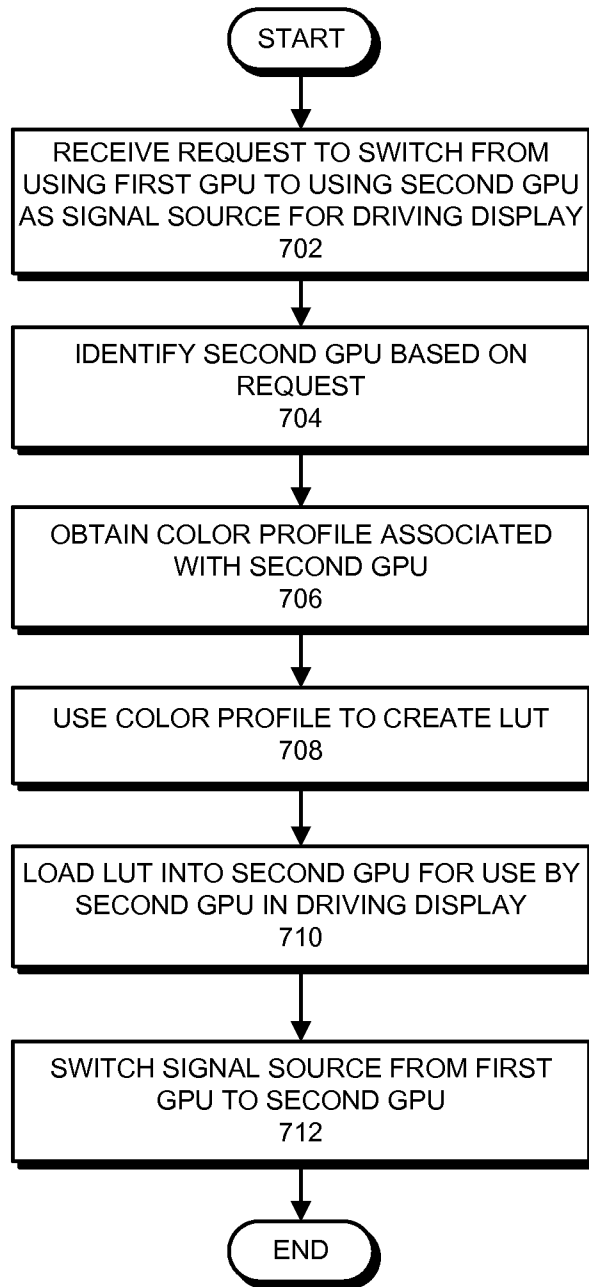 START
RECEIVE REQUEST TO SWITCH FROM
USING FIRST GPU TO USING SECOND GPU
AS SIGNAL SOURCE FOR DRIVING DISPLAY
702
IDENTIFY SECOND GPU BASED ON
REQUEST
704
OBTAIN COLOR PROFILE ASSOCIATED
WITH SECOND GPU
706
USE COLOR PROFILE TO CREATE LUT
708
LOAD LUT INTO SECOND GPU FOR USE BY
SECOND GPU IN DRIVING DISPLAY
710
SWITCH SIGNAL SOURCE FROM FIRST
GPU TO SECOND GPU
712
END